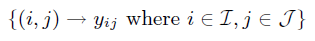 {(i, j) → y_{ij} where i ∈ ℐ, j ∈ 𝒥}